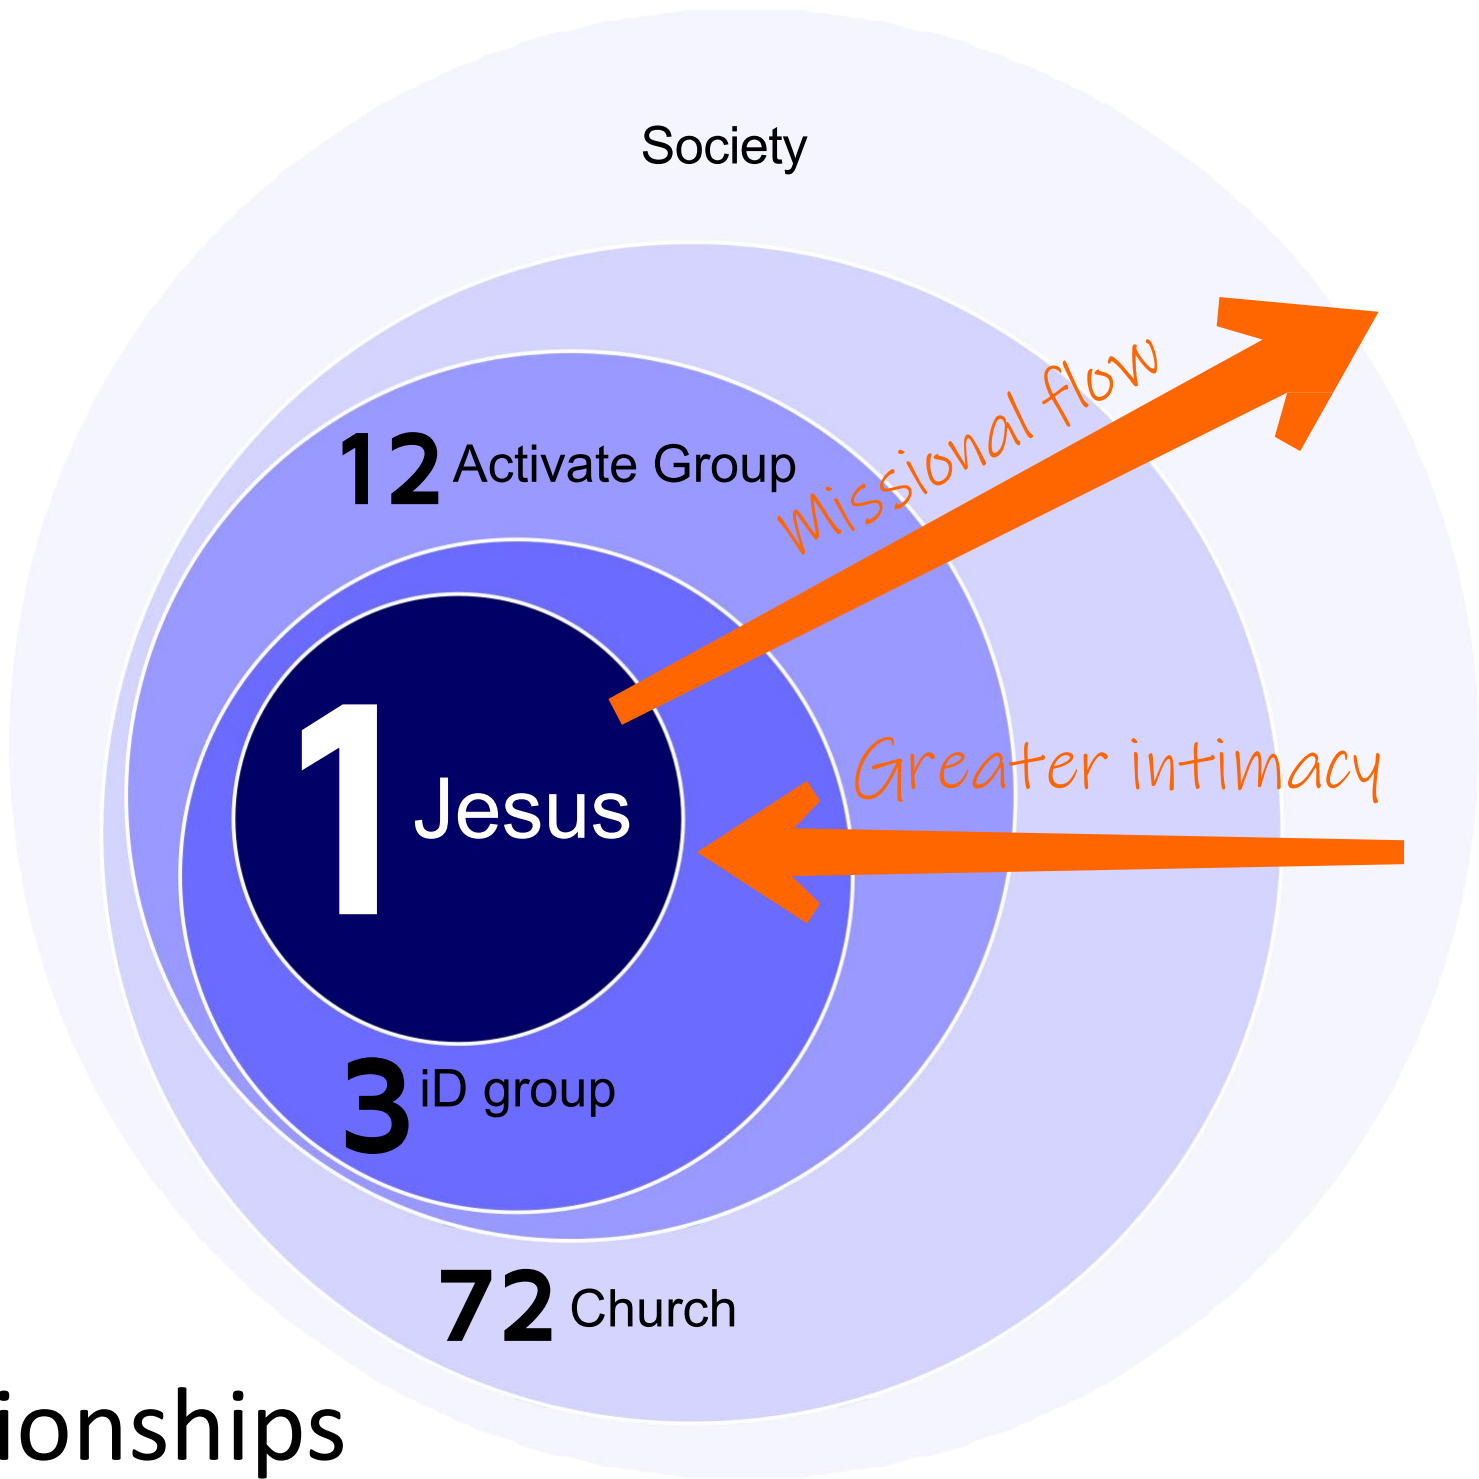 Society
12 Activate Group
Missional flow
1 Jesus
Greater intimacy
3 iD group
72 Church
ionships